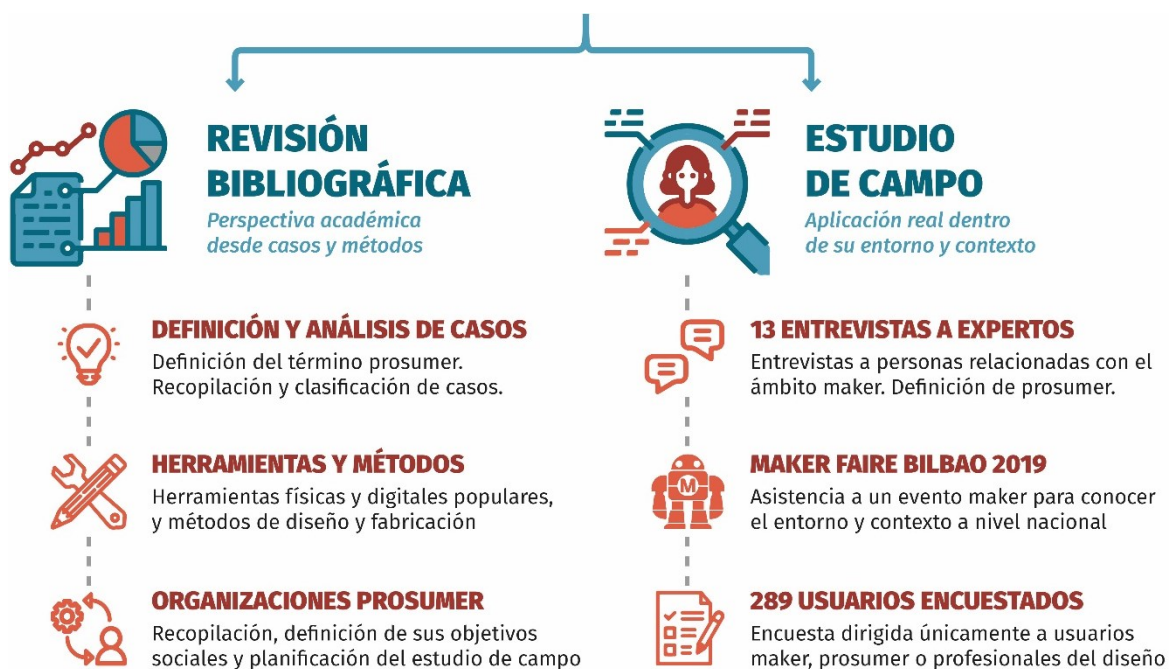 REVISIÓN
BIBLIOGRÁFICA
Perspectiva académica
desde casos y métodos
DEFINICIÓN Y ANÁLISIS DE CASOS
Definición del término prosumer.
Recopilación y clasificación de casos.
HERRAMIENTAS Y MÉTODOS
Herramientas físicas y digitales populares,
y métodos de diseño y fabricación
ORGANIZACIONES PROSUMER
Recopilación, definición de sus objetivos
sociales y planificación del estudio de campo
ESTUDIO
DE CAMPO
Aplicación real dentro
de su entorno y contexto
13 ENTREVISTAS A EXPERTOS
Entrevistas a personas relacionadas con el
ámbito maker. Definición de prosumer.
M
MAKER FAIRE BILBAO 2019
Asistencia a un evento maker para conocer
el entorno y contexto a nivel nacional
289 USUARIOS ENCUESTADOS
Encuesta dirigida únicamente a usuarios
maker, prosumer o profesionales del diseño